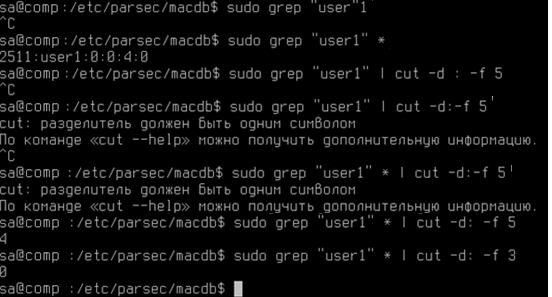 sa@comp:/etc/parsec/macdb$ sudo grep "user"1
^C
sa@comp:/etc/parsec/macdb$ sudo grep "user1" *
2511:user1:0:0:4:0
sa@comp:/etc/parsec/macdb$ sudo grep "user1" | cut -d : -f 5
^C
sa@comp:/etc/parsec/macdb$ sudo grep "user1" | cut -d:-f 5'
cut: разделитель должен быть одним символом
По команде «cut --help» можно получить дополнительную информацию.
^C
sa@comp:/etc/parsec/macdb$ sudo grep "user1" * | cut -d:-f 5'
cut: разделитель должен быть одним символом
По команде «cut --help» можно получить дополнительную информацию.
sa@comp:/etc/parsec/macdb$ sudo grep "user1" * | cut -d: -f 5
4
sa@comp:/etc/parsec/macdb$ sudo grep "user1" * | cut -d: -f 3
0
sa@comp:/etc/parsec/macdb$